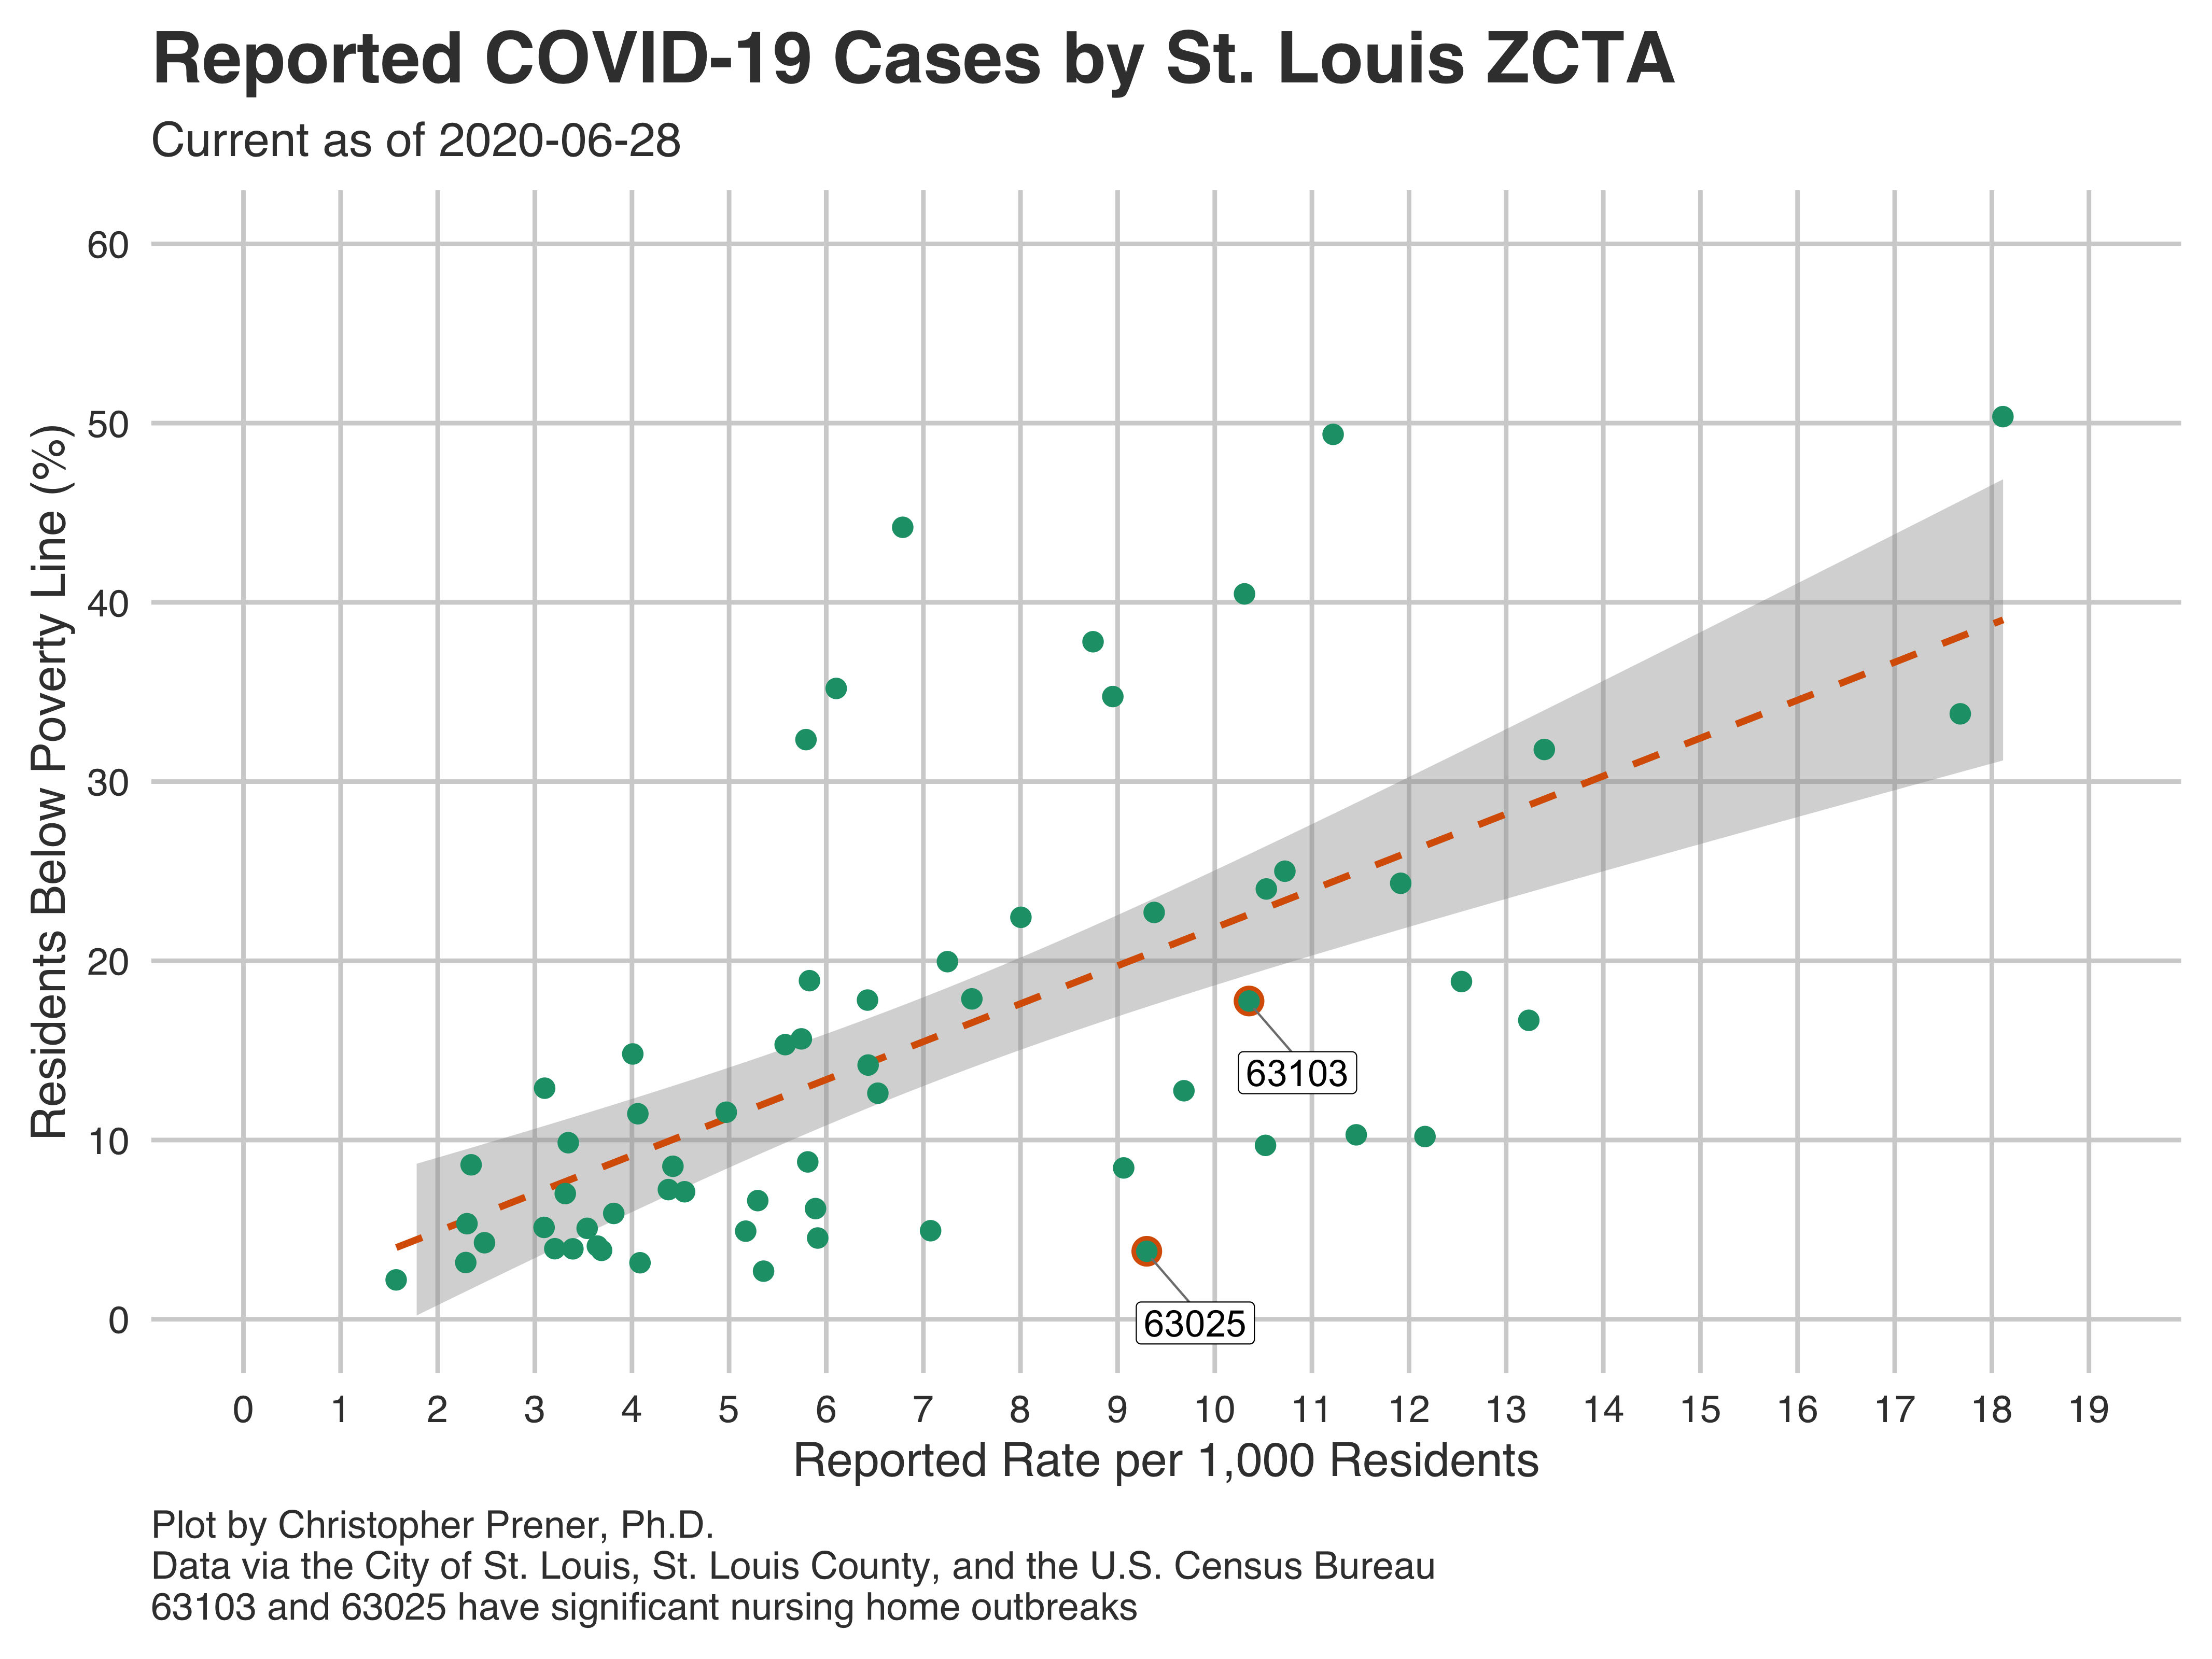 Reported COVID-19 Cases by St. Louis ZCTA
Current as of 2020-06-28
Residents Below Poverty Line (%)
60
50
40
30
20
10
0
63103
63025
0 1 2 3 4 5 6 7 8 9 10 11 12 13 14 15 16 17 18 19
Reported Rate per 1,000 Residents
Plot by Christopher Prener, Ph.D.
Data via the City of St. Louis, St. Louis County, and the U.S. Census Bureau
63103 and 63025 have significant nursing home outbreaks